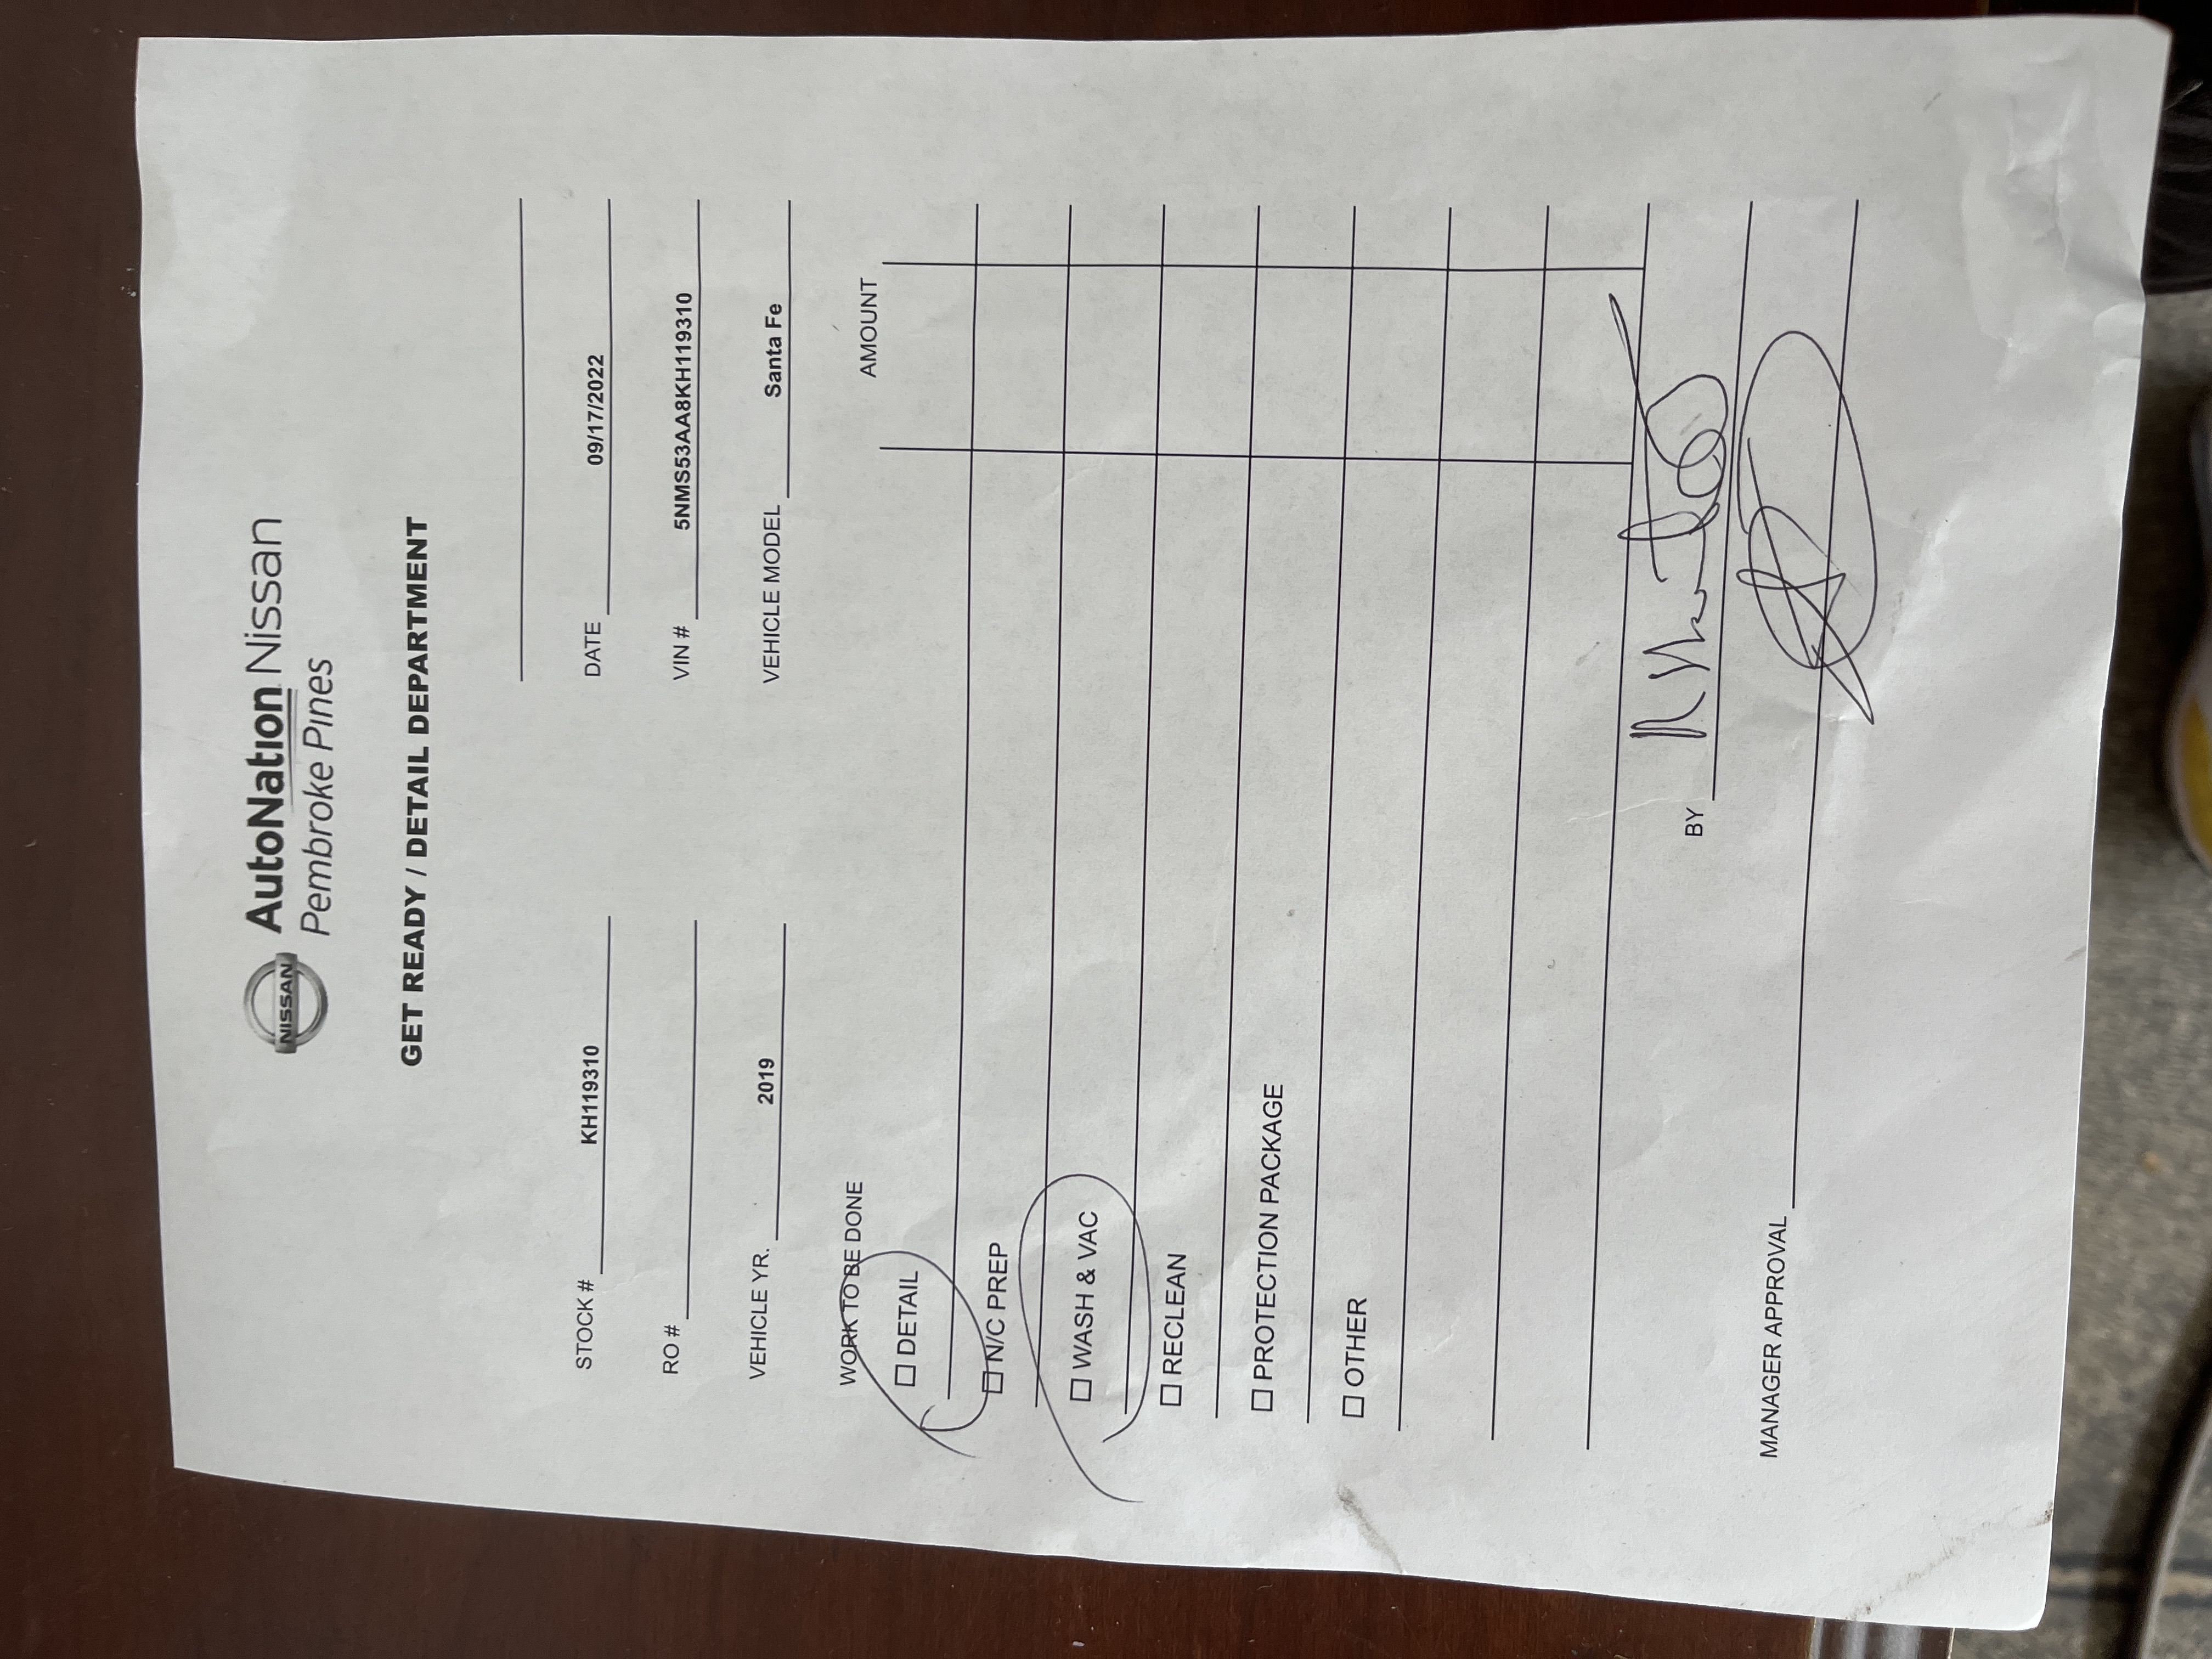 NISSAN AutoNation Nissan
Pembroke Pines
GET READY / DETAIL DEPARTMENT
STOCK # KH119310 DATE 09/17/2022
RO # VIN # 5NMS53AA8KH119310
VEHICLE YR. 2019 VEHICLE MODEL Santa Fe
WORK TO BE DONE AMOUNT
☐ DETAIL
☐ N/C PREP
☐ WASH & VAC
☐ RECLEAN
☐ PROTECTION PACKAGE
☐ OTHER
BY
MANAGER APPROVAL